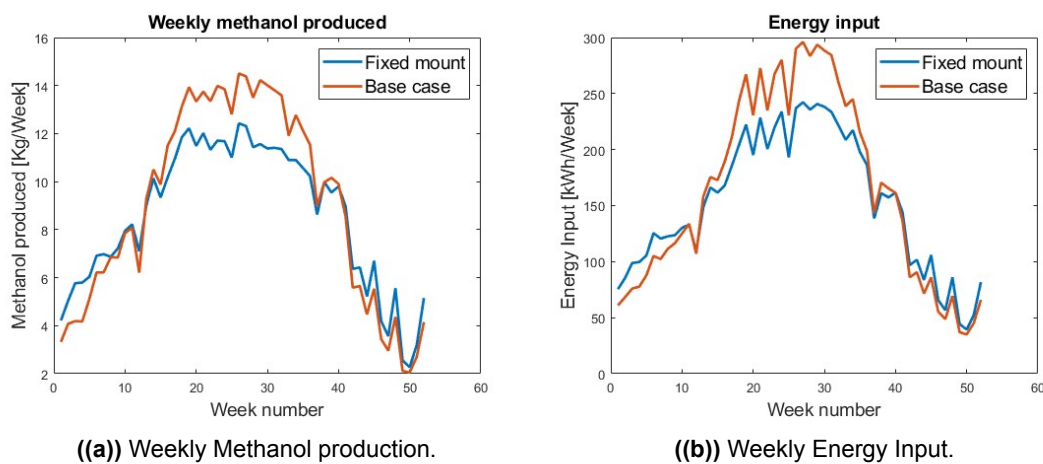 Weekly methanol produced
Methanol produced [Kg/Week]
16
14
12
10
8
6
4
2
0
10
20
30
40
50
60
Week number
Fixed mount
Base case
((a)) Weekly Methanol production.
Energy input
Energy Input [kWh/Week]
300
250
200
150
100
50
0
0
10
20
30
40
50
60
Week number
Fixed mount
Base case
((b)) Weekly Energy Input.